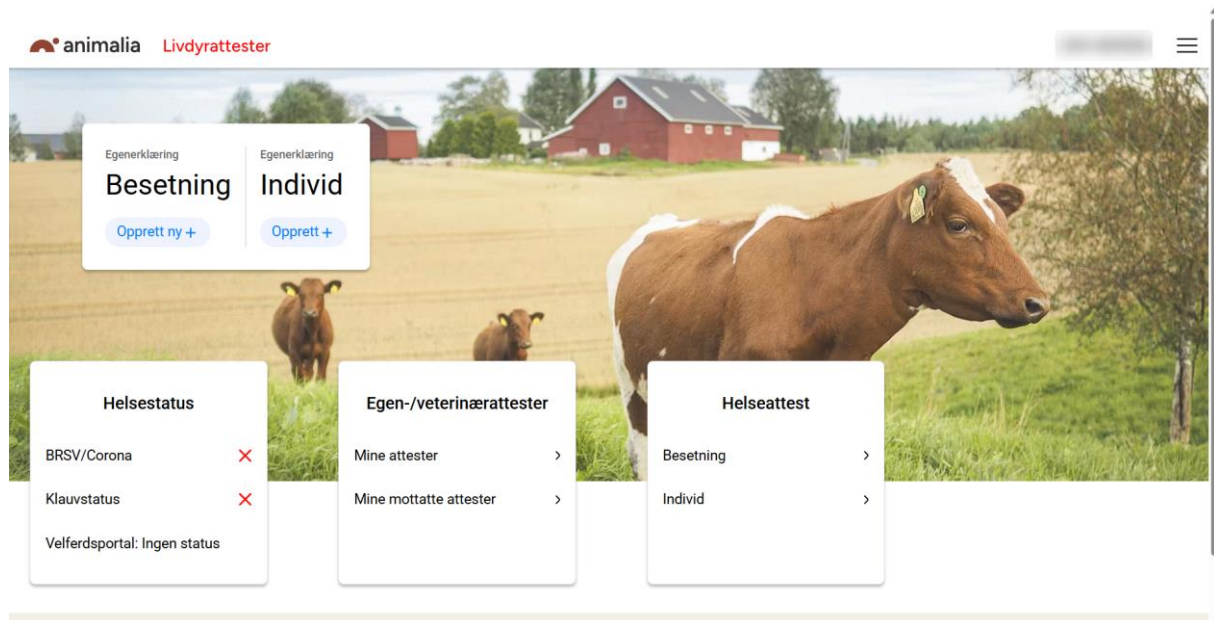 animalia Livdyrattester
Egenerklæring
Besetning
Opprett ny +
Egenerklæring
Individ
Opprett +
Helsestatus
BRSV/Corona
Klauvstatus
Velferdsportal: Ingen status
Egen-/veterinærattester
Mine attester
Mine mottatte attester
Helseattest
Besetning
Individ